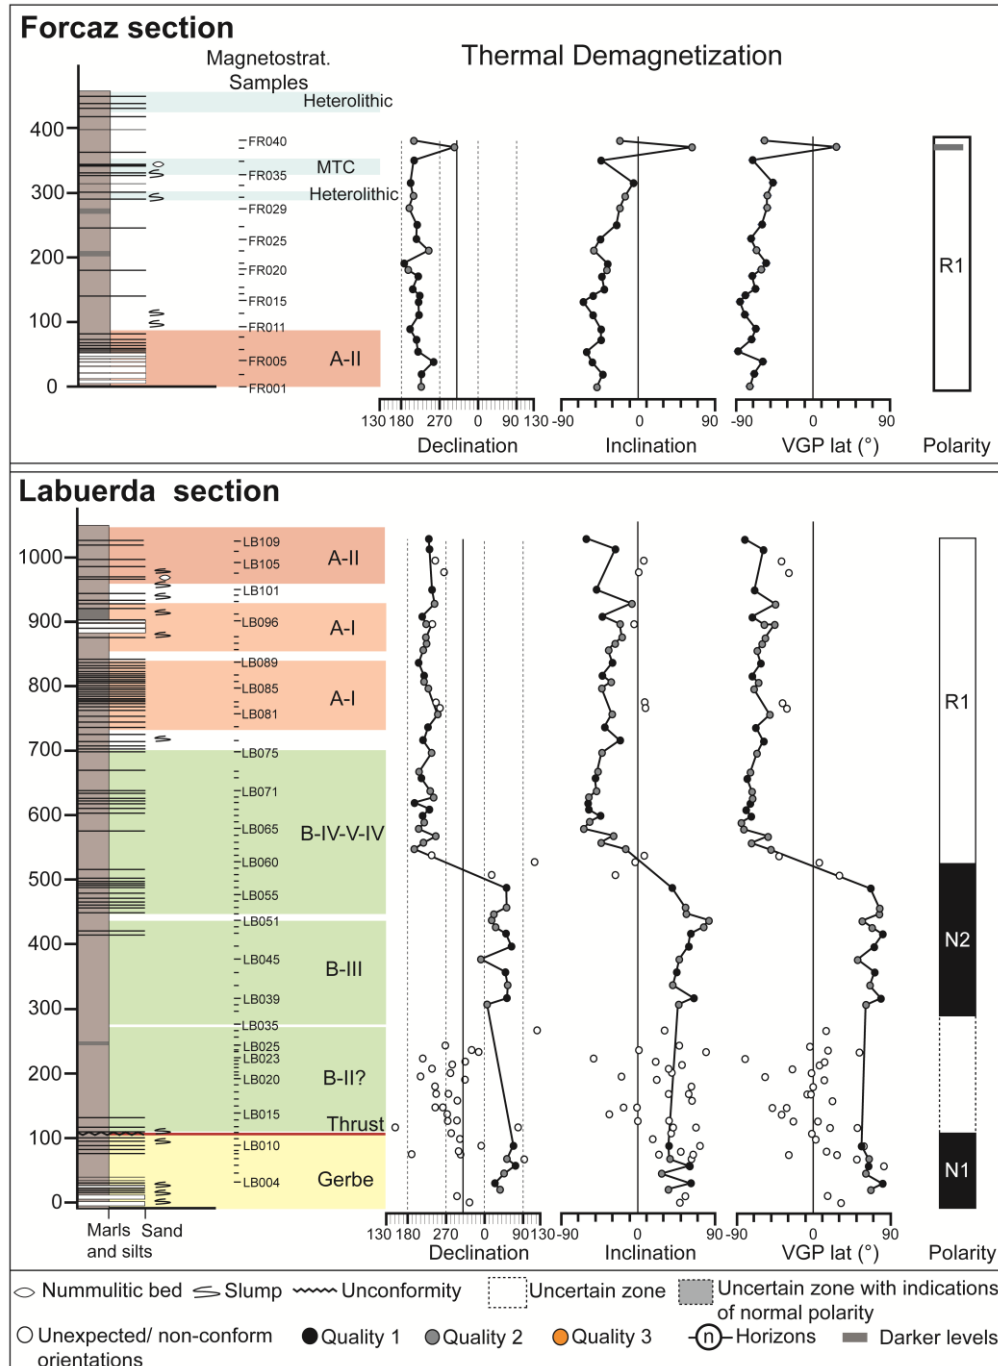 Forcaz section
Magnetostrat.
Samples
Thermal Demagnetization
Heterolithic
400
FR040
MTC
FR035
300
Heterolithic
FR029
FR025
200
FR020
R1
FR015
100
FR011
A-II
FR005
0
FR001
130 180 270 0 90 130
-90 0 90
-90 0 90
Declination
Inclination
VGP lat (°)
Polarity
Labuerda section
1000
LB109
A-II
LB105
LB101
900
LB096
A-I
LB089
800
LB085
A-I
LB081
R1
700
LB075
LB071
600
LB065
B-IV-V-IV
LB060
500
LB055
LB051
400
LB045
B-III
N2
300
LB039
LB035
LB025
LB023
200
LB020
B-II?
LB015
Thrust
100
LB010
N1
Gerbe
LB004
0
Marls
and silts
Sand
130 180 270 0 90 130
-90 0 90
-90 0 90
Declination
Inclination
VGP lat (°)
Polarity
Nummulitic bed
Slump
Unconformity
Uncertain zone
Uncertain zone with indications
of normal polarity
Unexpected/ non-conform
orientations
Quality 1
Quality 2
Quality 3
n
Horizons
Darker levels